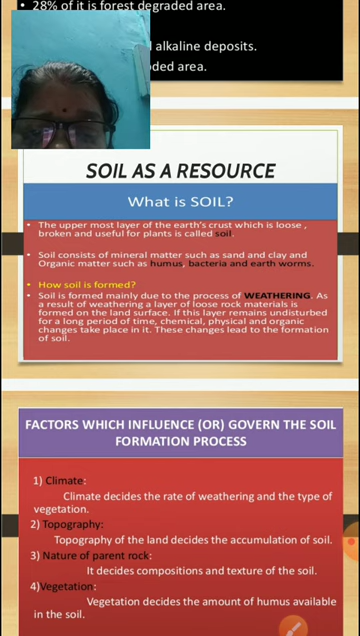 • 28% of it is forest degraded area.
alkaline deposits.
ded area.
SOIL AS A RESOURCE
What is SOIL?
• The upper most layer of the earth's crust which is loose ,
broken and useful for plants is called soil.
• Soil consists of mineral matter such as sand and clay and
Organic matter such as humus, bacteria and earth worms.
• How soil is formed?
• Soil is formed mainly due to the process of WEATHERING. As
a result of weathering a layer of loose rock materials is
formed on the land surface. If this layer remains undisturbed
for a long period of time, chemical, physical and organic
changes take place in it. These changes lead to the formation
of soil.
FACTORS WHICH INFLUENCE (OR) GOVERN THE SOIL
FORMATION PROCESS
1) Climate:
Climate decides the rate of weathering and the type of
vegetation.
2) Topography:
Topography of the land decides the accumulation of soil.
3) Nature of parent rock:
It decides compositions and texture of the soil.
4)Vegetation:
Vegetation decides the amount of humus available
in the soil.